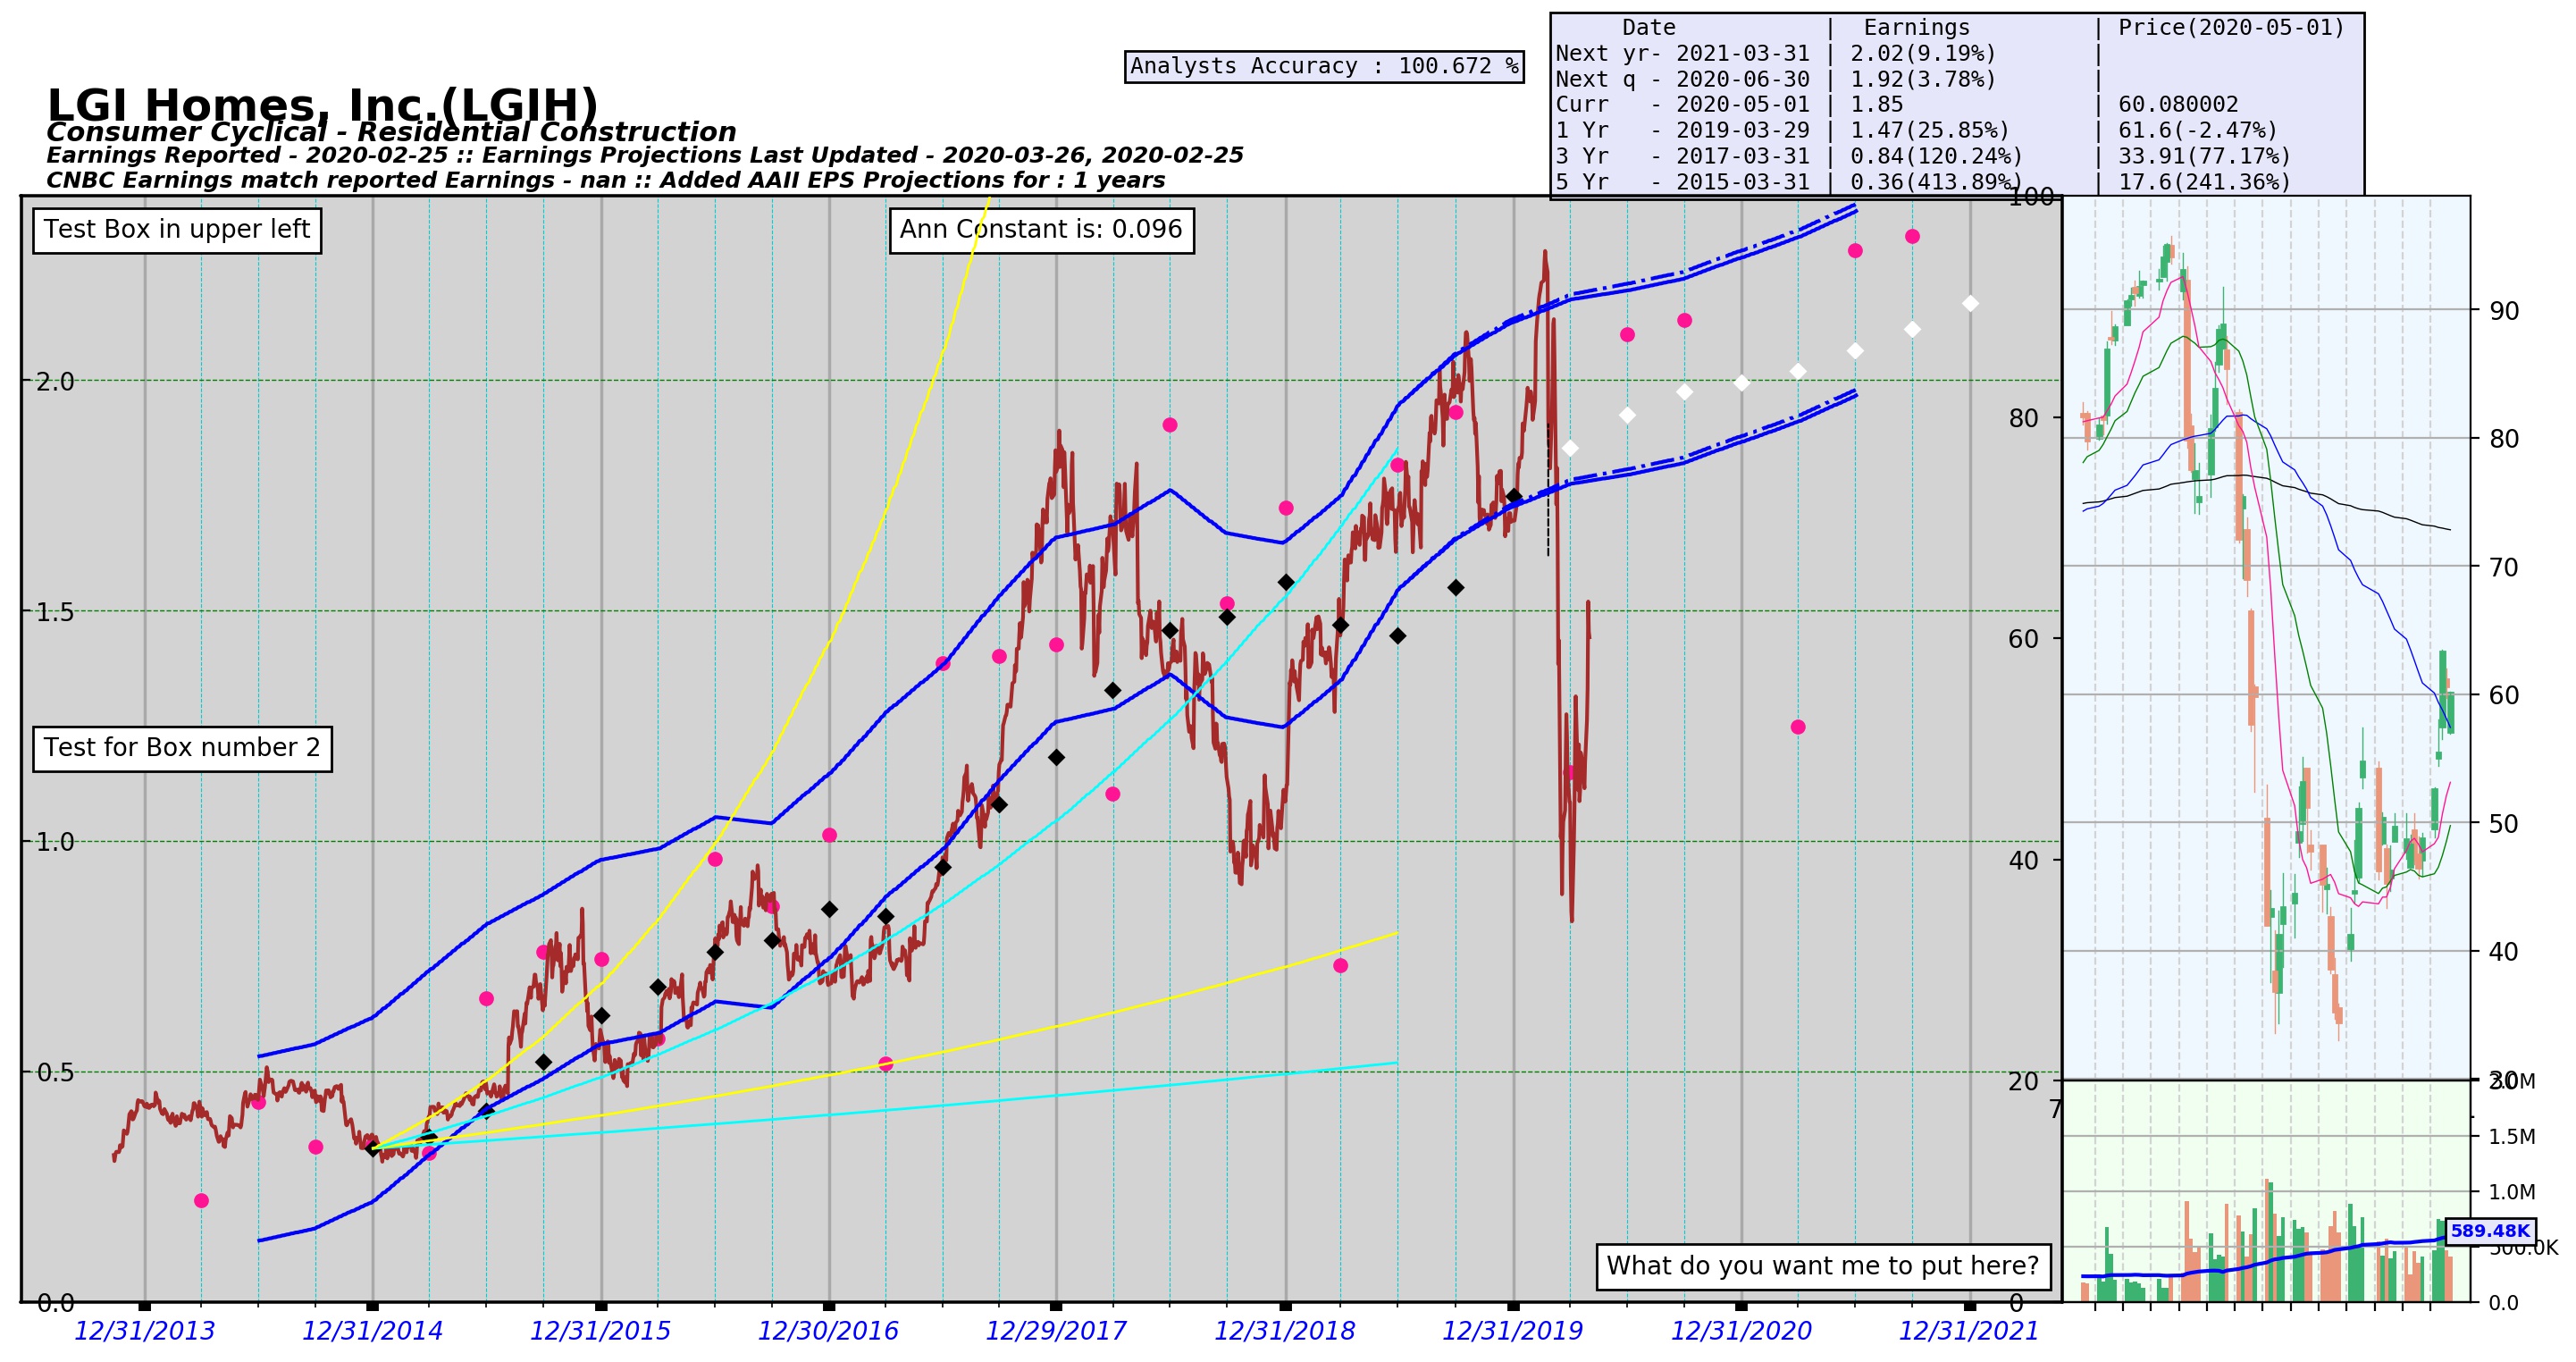 Date | Earnings | Price(2020-05-01)
Next yr- 2021-03-31 | 2.02(9.19%) |
Next q - 2020-06-30 | 1.92(3.78%) |
Curr - 2020-05-01 | 1.85 | 60.080002
1 Yr - 2019-03-29 | 1.47(25.85%) | 61.6(-2.47%)
3 Yr - 2017-03-31 | 0.84(120.24%) | 33.91(77.17%)
5 Yr - 2015-03-31 | 0.36(413.89%) | 17.6(241.36%)
Analysts Accuracy : 100.672 %
LGI Homes, Inc.(LGIH)
Consumer Cyclical - Residential Construction
Earnings Reported - 2020-02-25 :: Earnings Projections Last Updated - 2020-03-26, 2020-02-25
CNBC Earnings match reported Earnings - nan :: Added AAII EPS Projections for : 1 years
Test Box in upper left
Ann Constant is: 0.096
Test for Box number 2
What do you want me to put here?
2.0
1.5
1.0
0.5
0.0
100
80
60
40
20
0
7
90
80
70
60
50
40
30
2.0M
1.5M
1.0M
589.48K
500.0K
0.0
12/31/2013 12/31/2014 12/31/2015 12/30/2016 12/29/2017 12/31/2018 12/31/2019 12/31/2020 12/31/2021